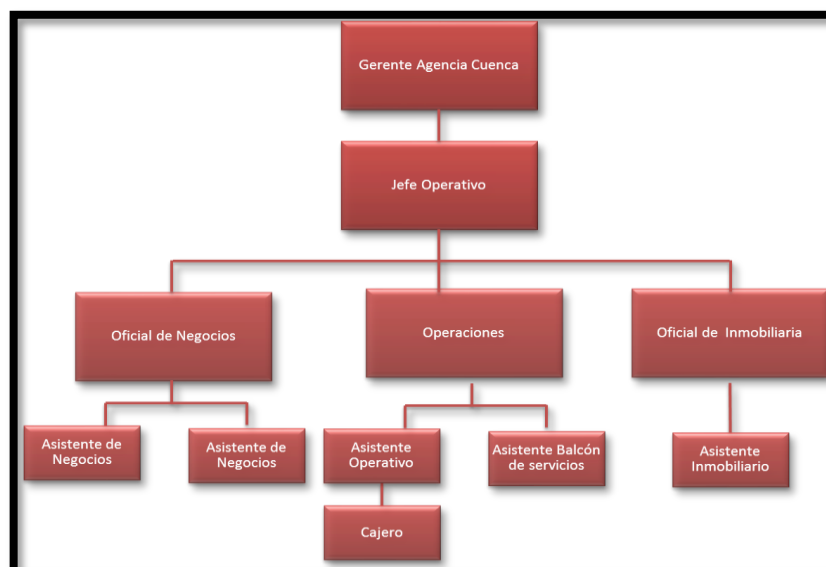 Gerente Agencia Cuenca
Jefe Operativo
Oficial de Negocios
Operaciones
Oficial de Inmobiliaria
Asistente de
Negocios
Asistente de
Negocios
Asistente
Operativo
Asistente Balcón
de servicios
Asistente
Inmobiliario
Cajero